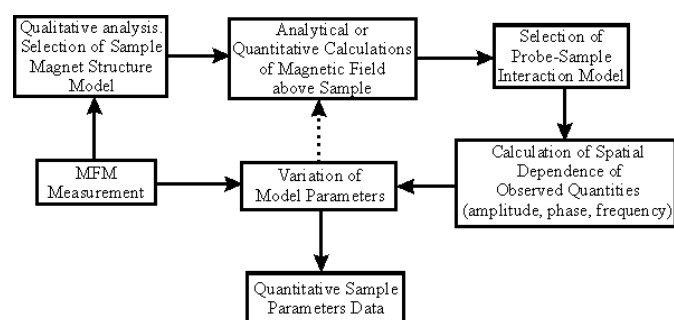 Qualitative analysis.
Selection of Sample
Magnet Structure
Model
Analytical or
Quantitative Calculations
of Magnetic Field
above Sample
Selection of
Probe-Sample
Interaction Model
MFM
Measurement
Variation of
Model Parameters
Calculation of Spatial
Dependence of
Observed Quantities
(amplitude, phase, frequency)
Quantitative Sample
Parameters Data